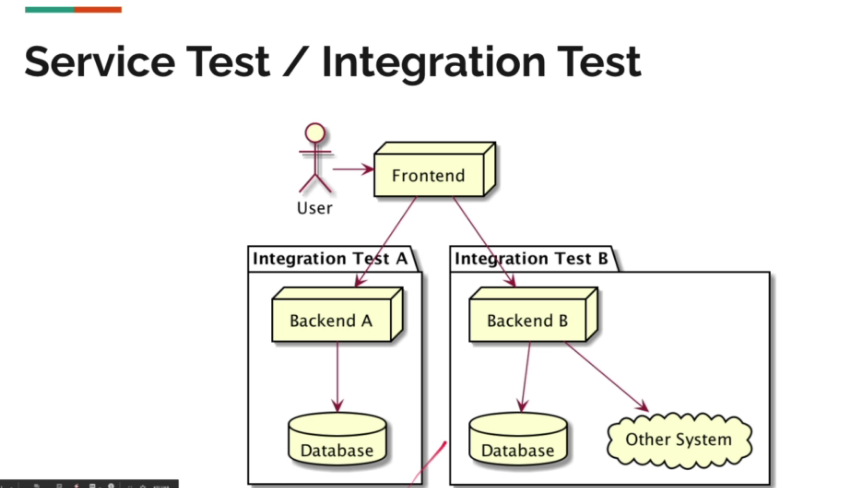 Service Test / Integration Test
Frontend
User
Integration Test A
Integration Test B
Backend A
Backend B
Database
Database
Other System